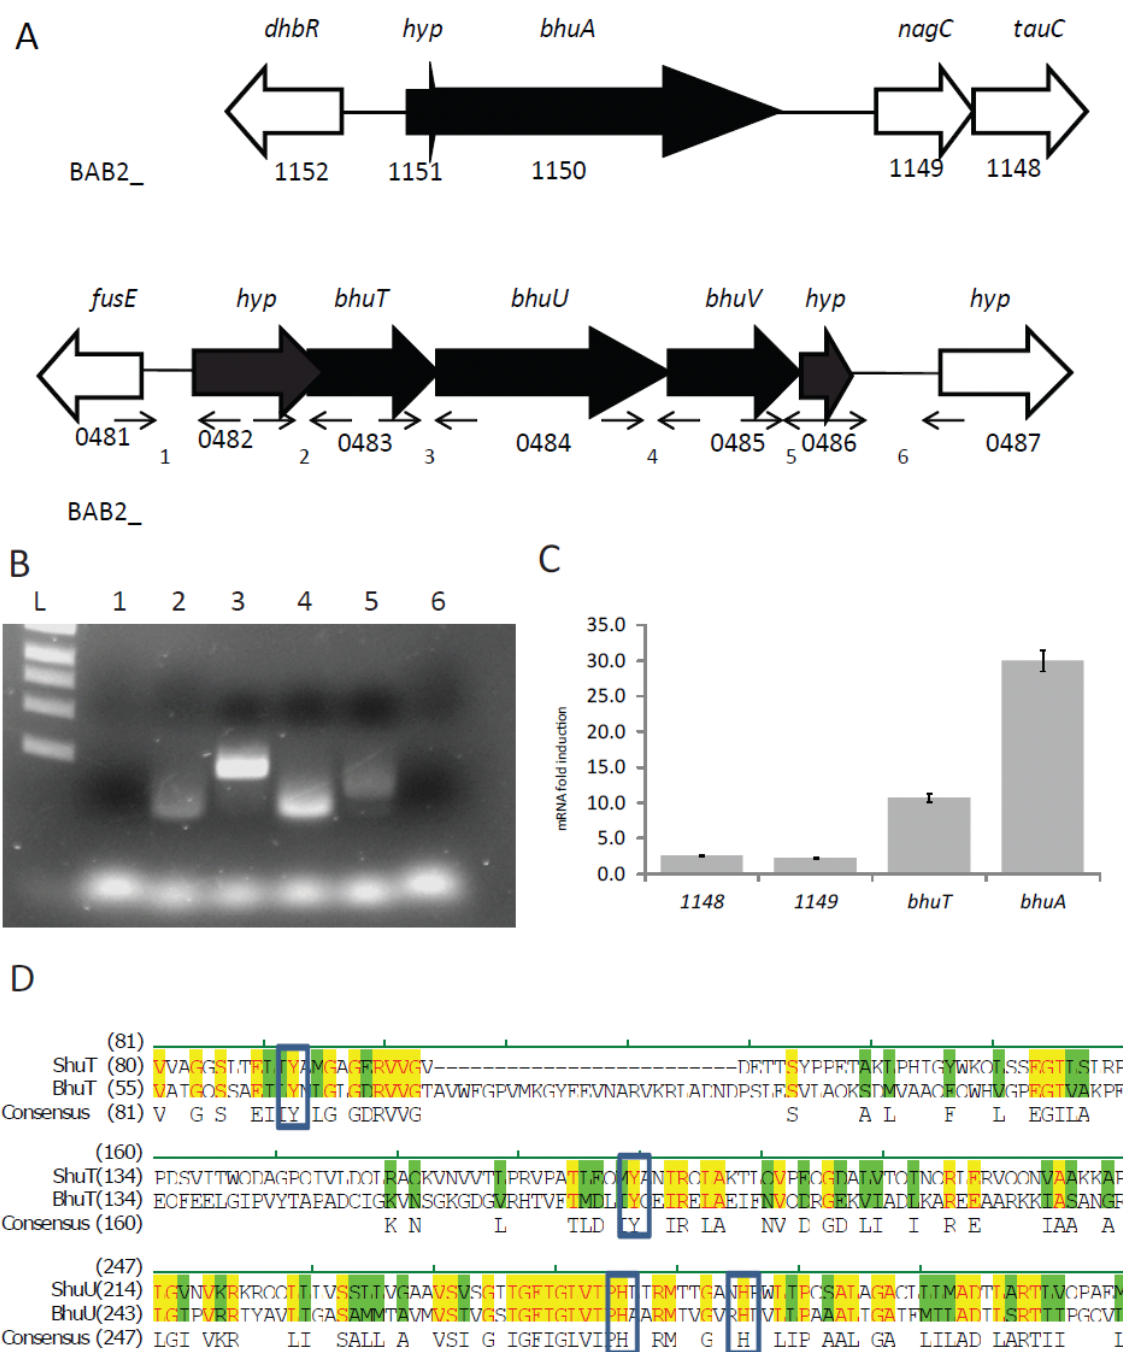 A
dhbR hyp bhuA nagC tauC
1152 1151 1150 1149 1148
BAB2_
fusE hyp bhuT bhuU bhuV hyp hyp
0481 0482 0483 0484 0485 0486 0487
1 2 3 4 5 6
BAB2_
B
L 1 2 3 4 5 6
C
mRNA fold induction
35.0
30.0
25.0
20.0
15.0
10.0
5.0
0.0
1148 1149 bhuT bhuA
D
(81)
ShuT (80)
BhuT (55)
Consensus (81) V G S EIIY LG GDRVVG S A L F L EGILA
(160)
ShuT(134)
BhuT(134)
Consensus (160) K N L TLD IY IR LA NV D GD LI I R E IAA A
(247)
ShuU(214)
BhuU(243)
Consensus (247) LGI VKR LI SALL A VSI G IGFIGLVIPH RM G H LIPAALGA LILAD LARTII L